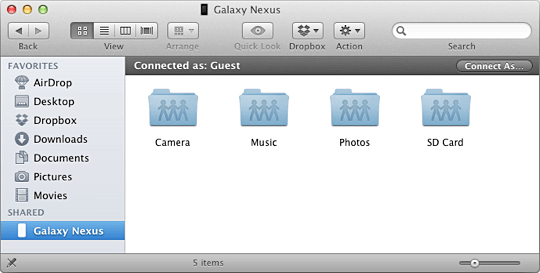 Galaxy Nexus
Back View Arrange Quick Look Dropbox Action Search
FAVORITES
AirDrop
Desktop
Dropbox
Downloads
Documents
Pictures
Movies
SHARED
Galaxy Nexus
Connected as: Guest Connect As...
Camera Music Photos SD Card
5 items